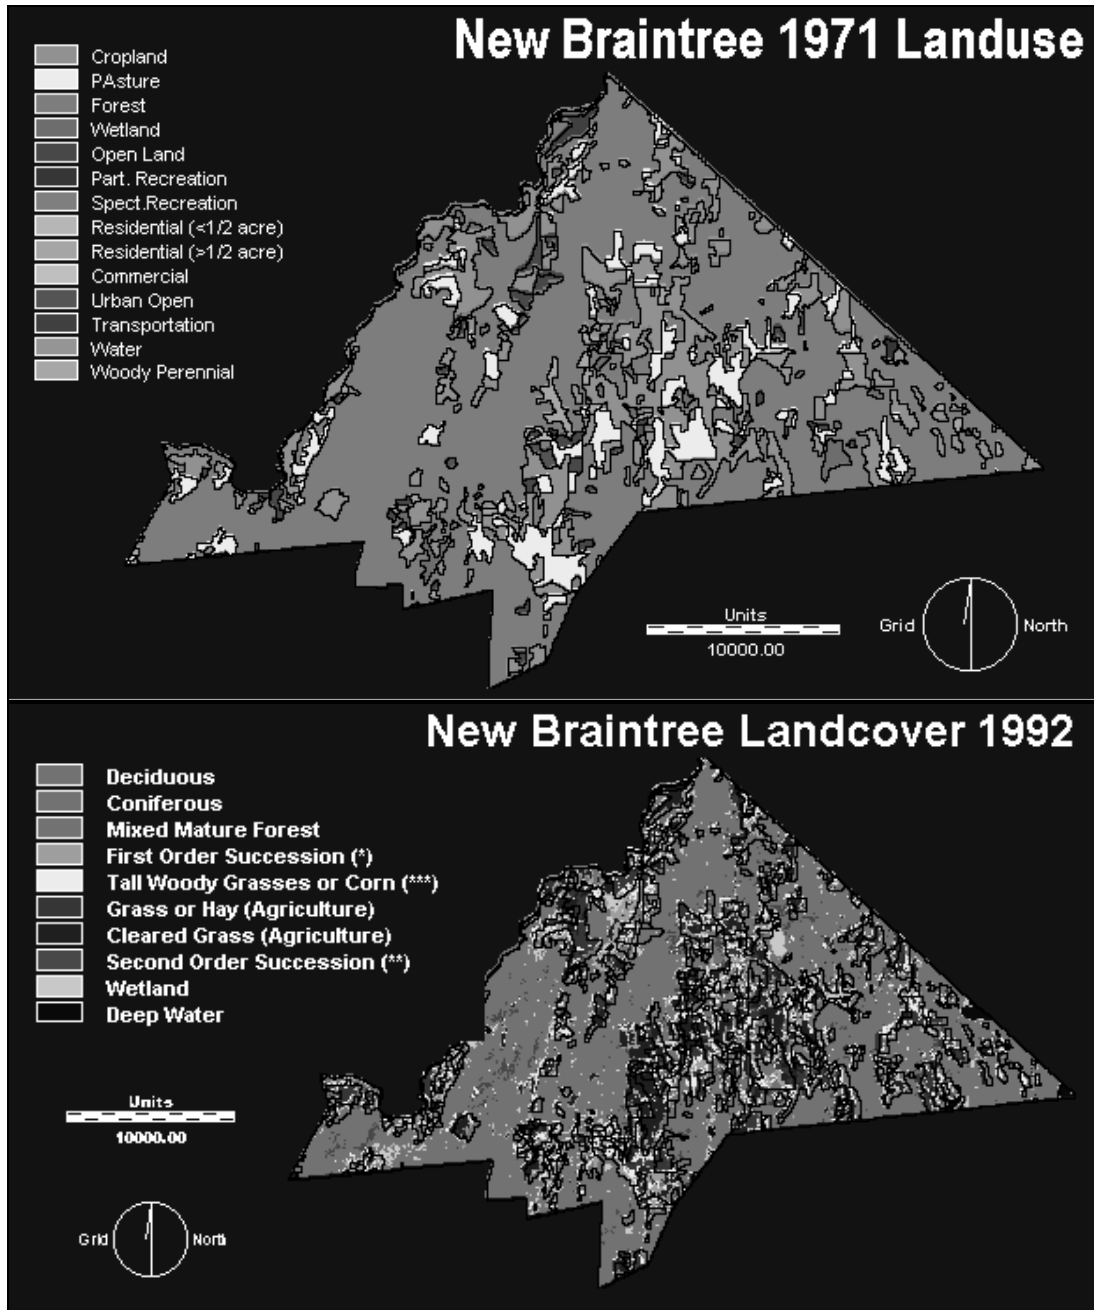 New Braintree 1971 Landuse
Cropland
PAsture
Forest
Wetland
Open Land
Part. Recreation
Spect.Recreation
Residential (<1/2 acre)
Residential (>1/2 acre)
Commercial
Urban Open
Transportation
Water
Woody Perennial
Units
10000.00
Grid
North
New Braintree Landcover 1992
Deciduous
Coniferous
Mixed Mature Forest
First Order Succession (*)
Tall Woody Grasses or Corn (***)
Grass or Hay (Agriculture)
Cleared Grass (Agriculture)
Second Order Succession (**)
Wetland
Deep Water
Units
10000.00
Grid
North